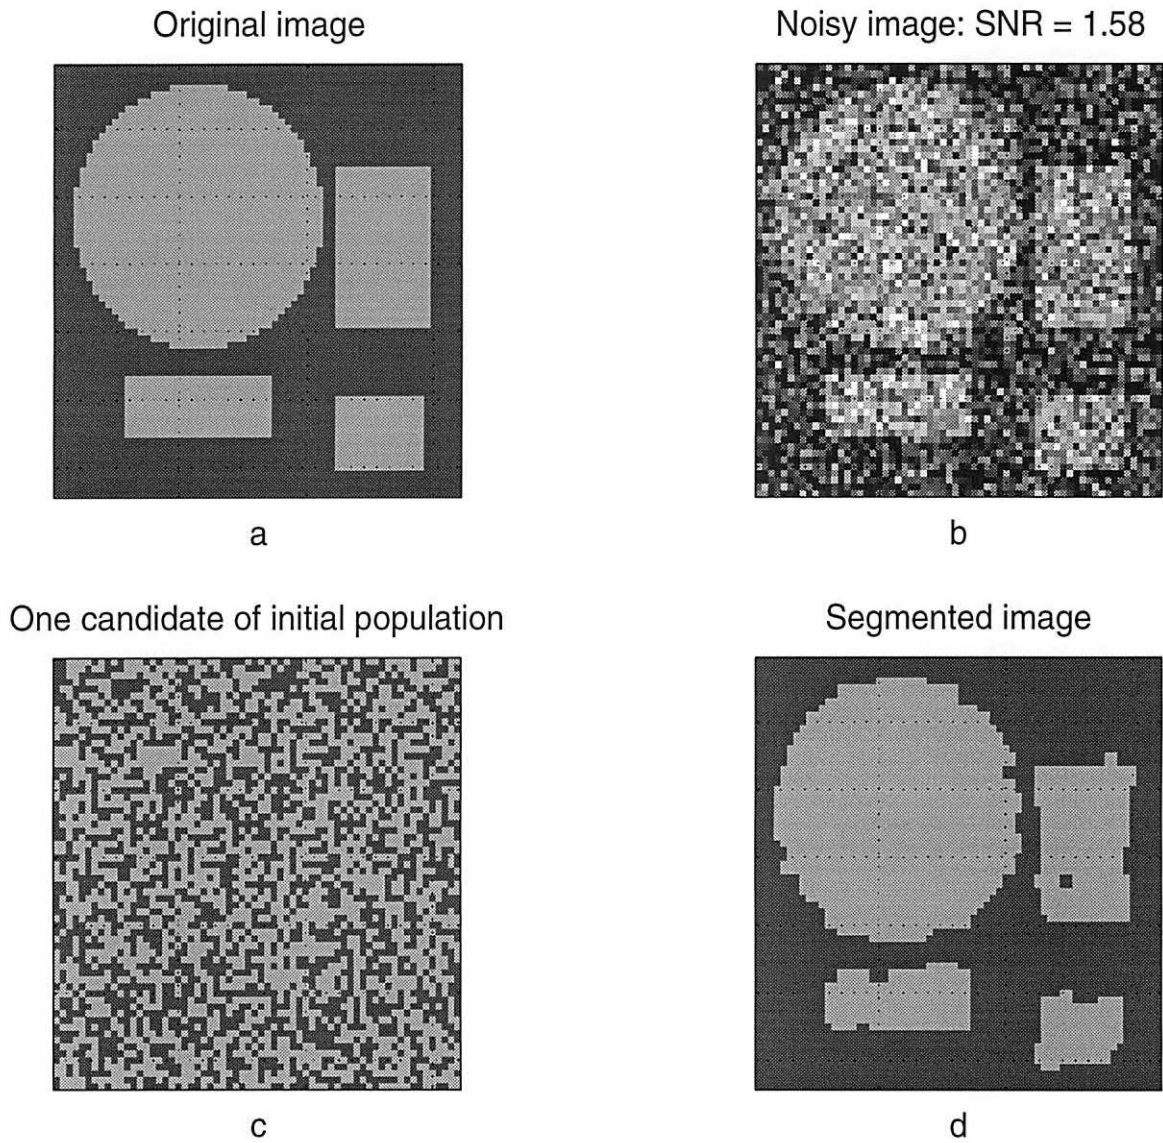 Original image
Noisy image: SNR = 1.58
a
b
One candidate of initial population
Segmented image
c
d